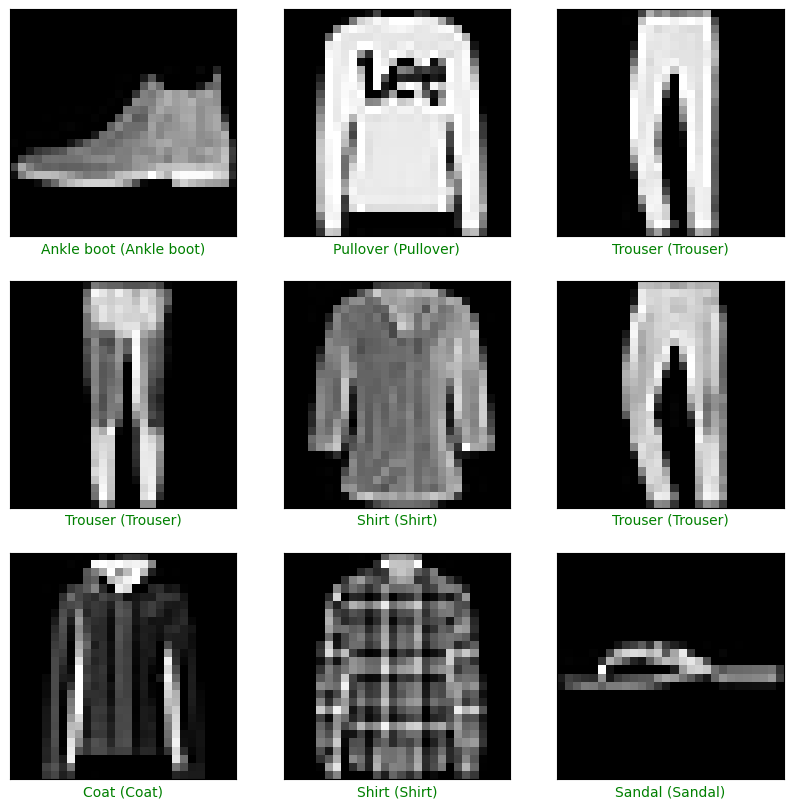 Ankle boot (Ankle boot)
Pullover (Pullover)
Trouser (Trouser)
Trouser (Trouser)
Shirt (Shirt)
Trouser (Trouser)
Coat (Coat)
Shirt (Shirt)
Sandal (Sandal)